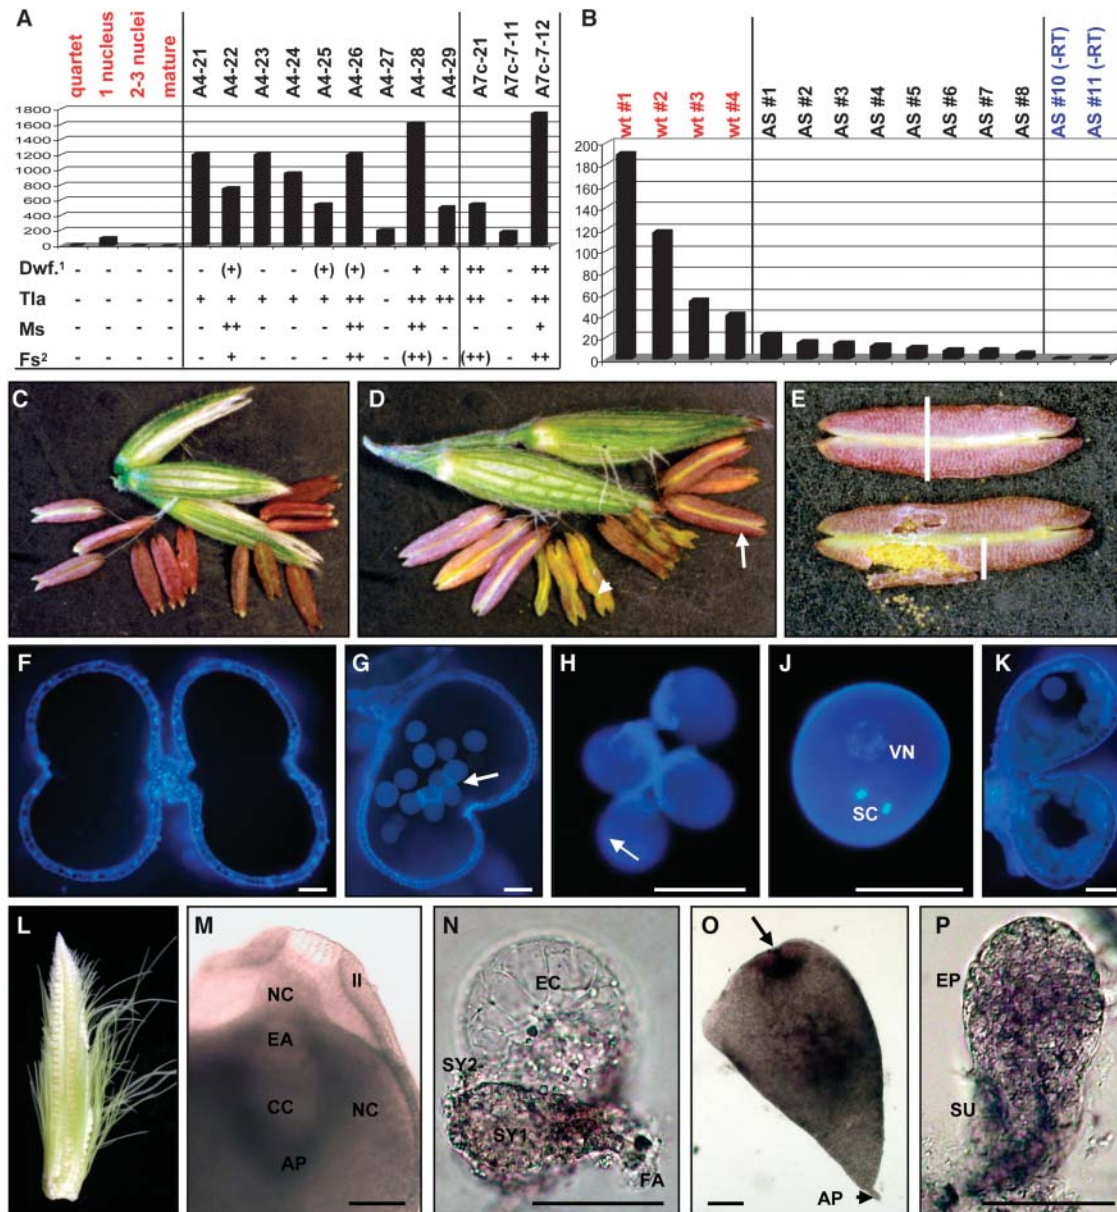 A
quartet
1 nucleus
2-3 nuclei
mature
A4-21
A4-22
A4-23
A4-24
A4-25
A4-26
A4-27
A4-28
A4-29
A7c-21
A7c-7-11
A7c-7-12
1800
1600
1400
1200
1000
800
600
400
200
0
Dwf.¹ - - - - - (+) - - (+) (+) - + + ++ - ++
Tla - - - - + + + + + ++ - ++ ++ ++ - ++
Ms - - - - - ++ - - - ++ - ++ - - - +
Fs² - - - - - + - - - ++ - (++) - (++) - ++
B
wt #1
wt #2
wt #3
wt #4
AS #1
AS #2
AS #3
AS #4
AS #5
AS #6
AS #7
AS #8
AS #10 (-RT)
AS #11 (-RT)
200
180
160
140
120
100
80
60
40
20
0
C
D
E
F
G
H
J
VN
SC
K
L
M
II
NC
EA
CC
NC
AP
N
EC
SY2
SY1
FA
O
AP
P
EP
SU